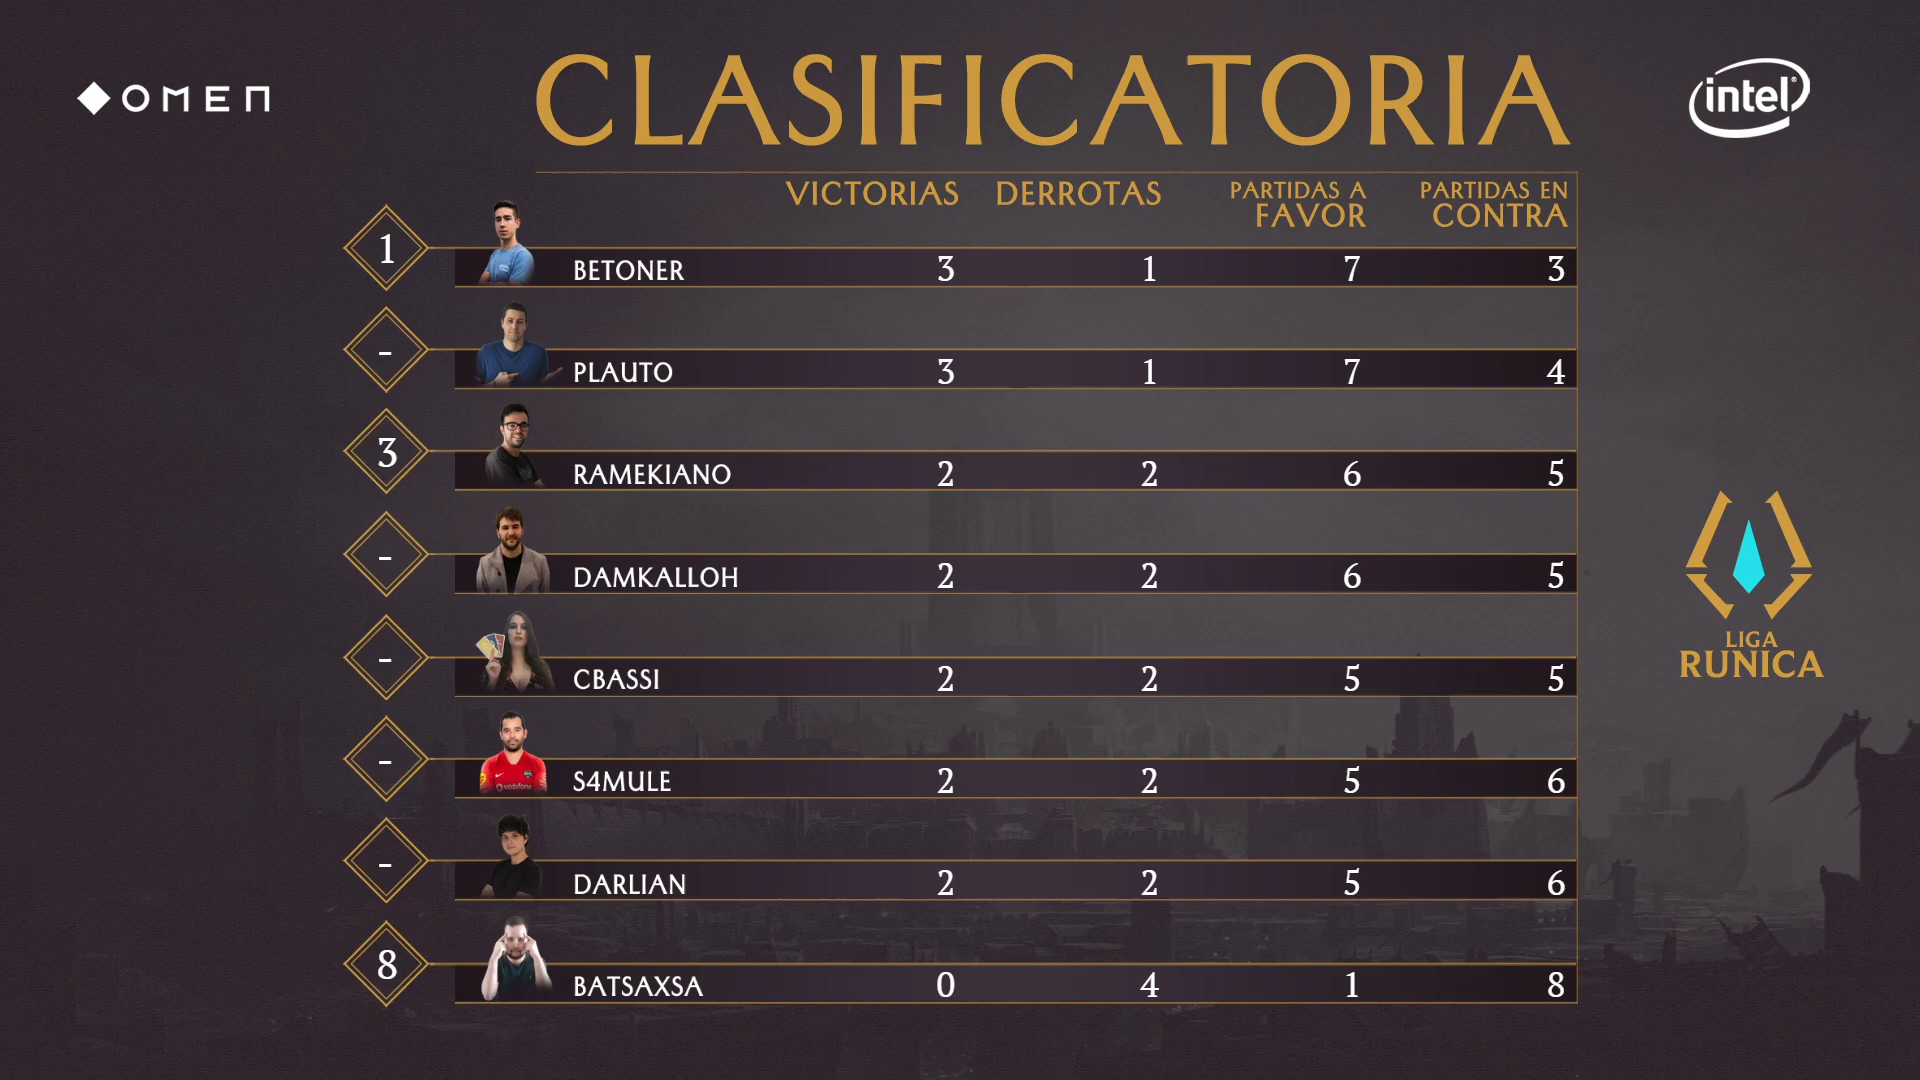 OMEN
CLASIFICATORIA
intel®
VICTORIAS DERROTAS PARTIDAS A FAVOR PARTIDAS EN CONTRA
1 BETONER 3 1 7 3
- PLAUTO 3 1 7 4
3 RAMEKIANO 2 2 6 5
- DAMKALLOH 2 2 6 5
- CBASSI 2 2 5 5
- S4MULE 2 2 5 6
- DARLIAN 2 2 5 6
8 BATSAXSA 0 4 1 8
vodafone
LIGA
RUNICA